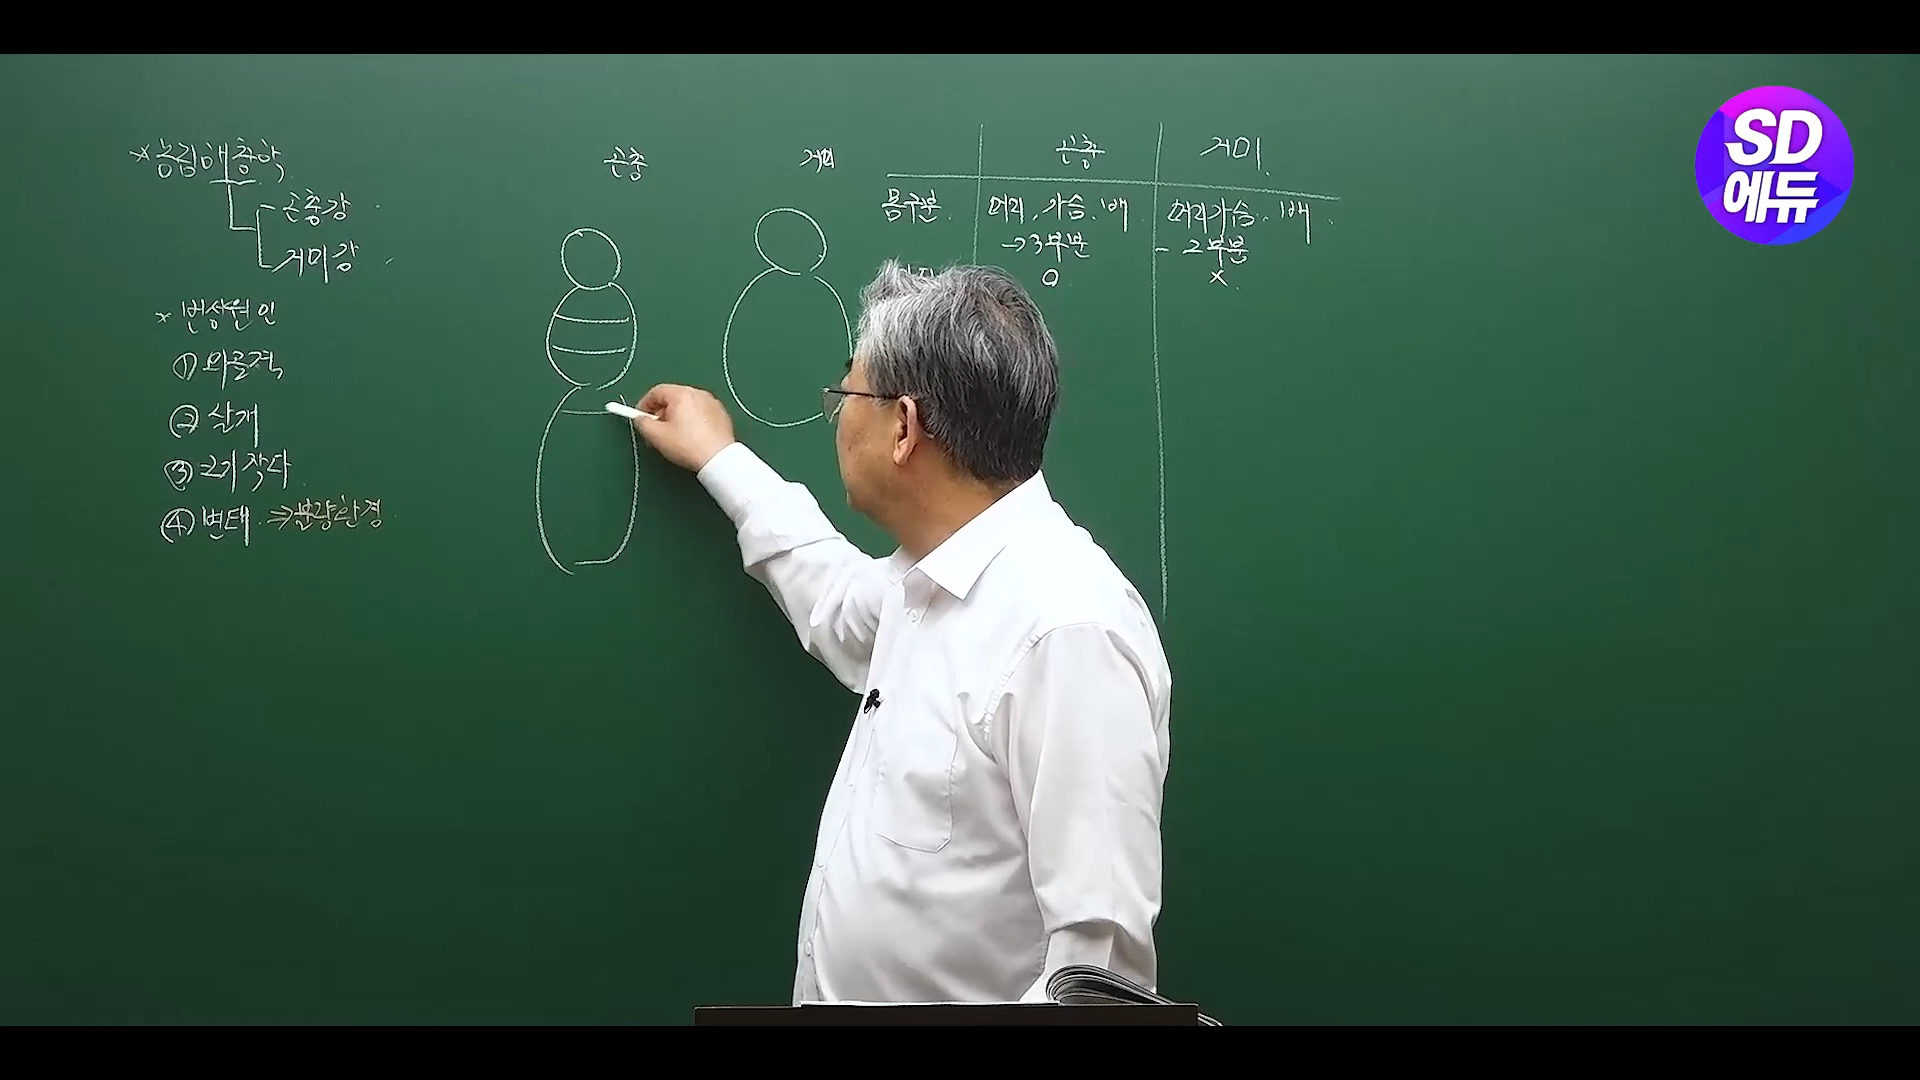 *농림해충학
곤충강
거미강
* 번성원인
① 외골격
② 날개
③ 크기 작다
④ 변태 ⇒불량환경
곤충
거미
곤충
거미
몸구분
머리, 가슴, 배
→3부분
머리가슴, 배
- 2부분
O
X
SD
에듀